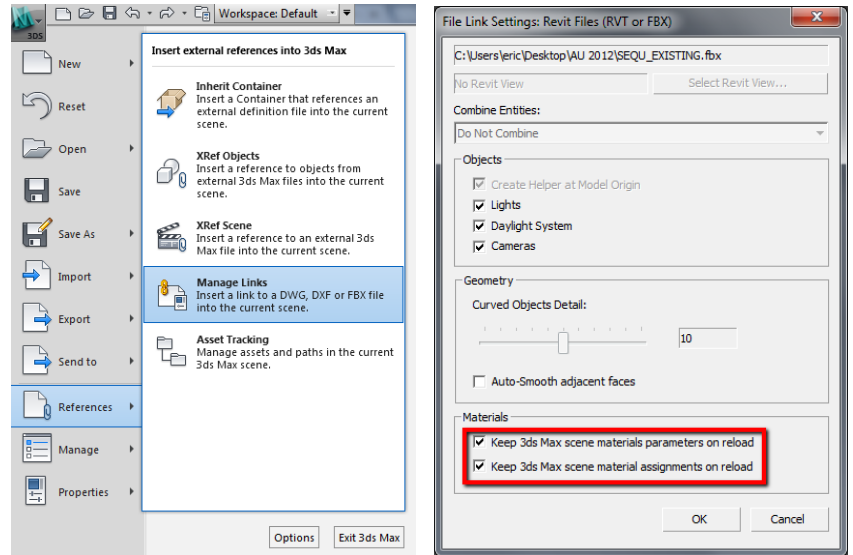 Workspace: Default
3DS
New
Reset
Open
Save
Save As
Import
Export
Send to
References
Manage
Properties
Insert external references into 3ds Max
Inherit Container
Insert a Container that references an
external definition file into the current
scene.
XRef Objects
Insert a reference to objects from
external 3ds Max files into the current
scene.
XRef Scene
Insert a reference to an external 3ds
Max file into the current scene.
Manage Links
Insert a link to a DWG, DXF or FBX file
into the current scene.
Asset Tracking
Manage assets and paths in the current
3ds Max scene.
Options
Exit 3ds Max
File Link Settings: Revit Files (RVT or FBX)
C:\Users\eric\Desktop\AU 2012\SEQU_EXISTING.fbx
No Revit View
Select Revit View...
Combine Entities:
Do Not Combine
Objects
Create Helper at Model Origin
Lights
Daylight System
Cameras
Geometry
Curved Objects Detail:
10
Auto-Smooth adjacent faces
Materials
Keep 3ds Max scene materials parameters on reload
Keep 3ds Max scene material assignments on reload
OK
Cancel